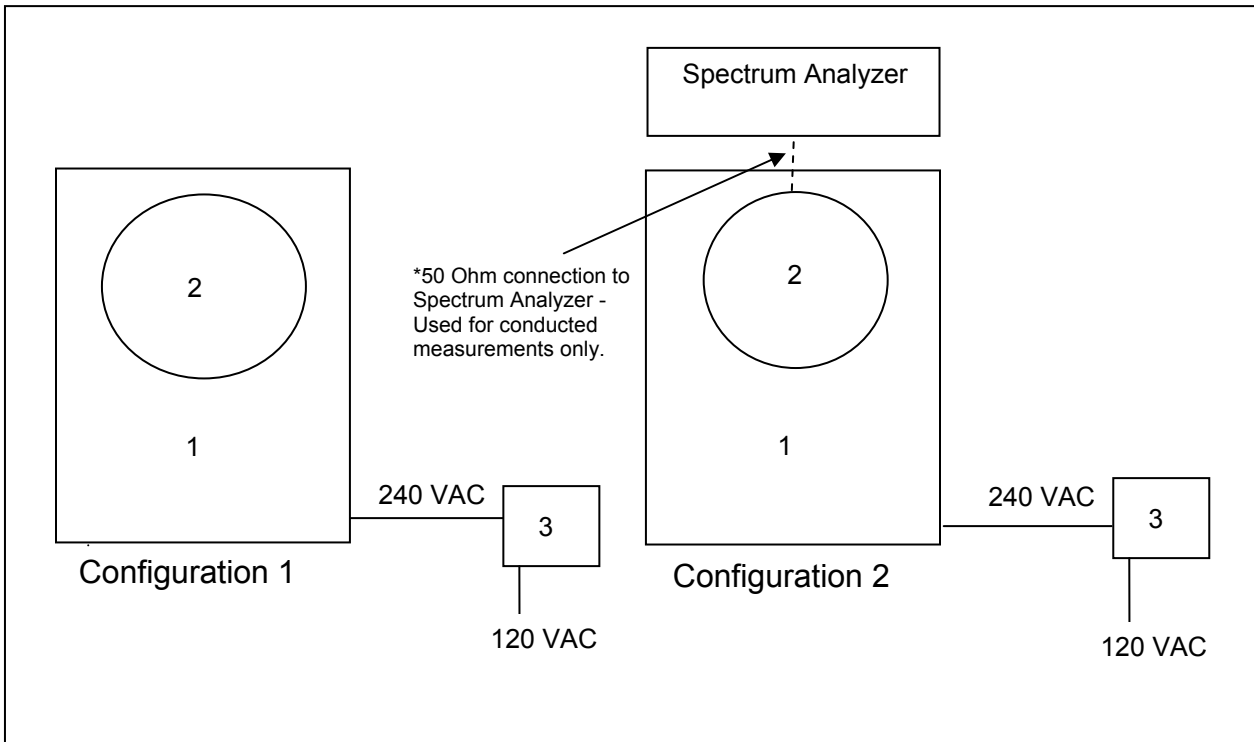 Spectrum Analyzer
*50 Ohm connection to
Spectrum Analyzer -
Used for conducted
measurements only.
2
1
240 VAC
3
Configuration 1
120 VAC
2
1
240 VAC
3
Configuration 2
120 VAC